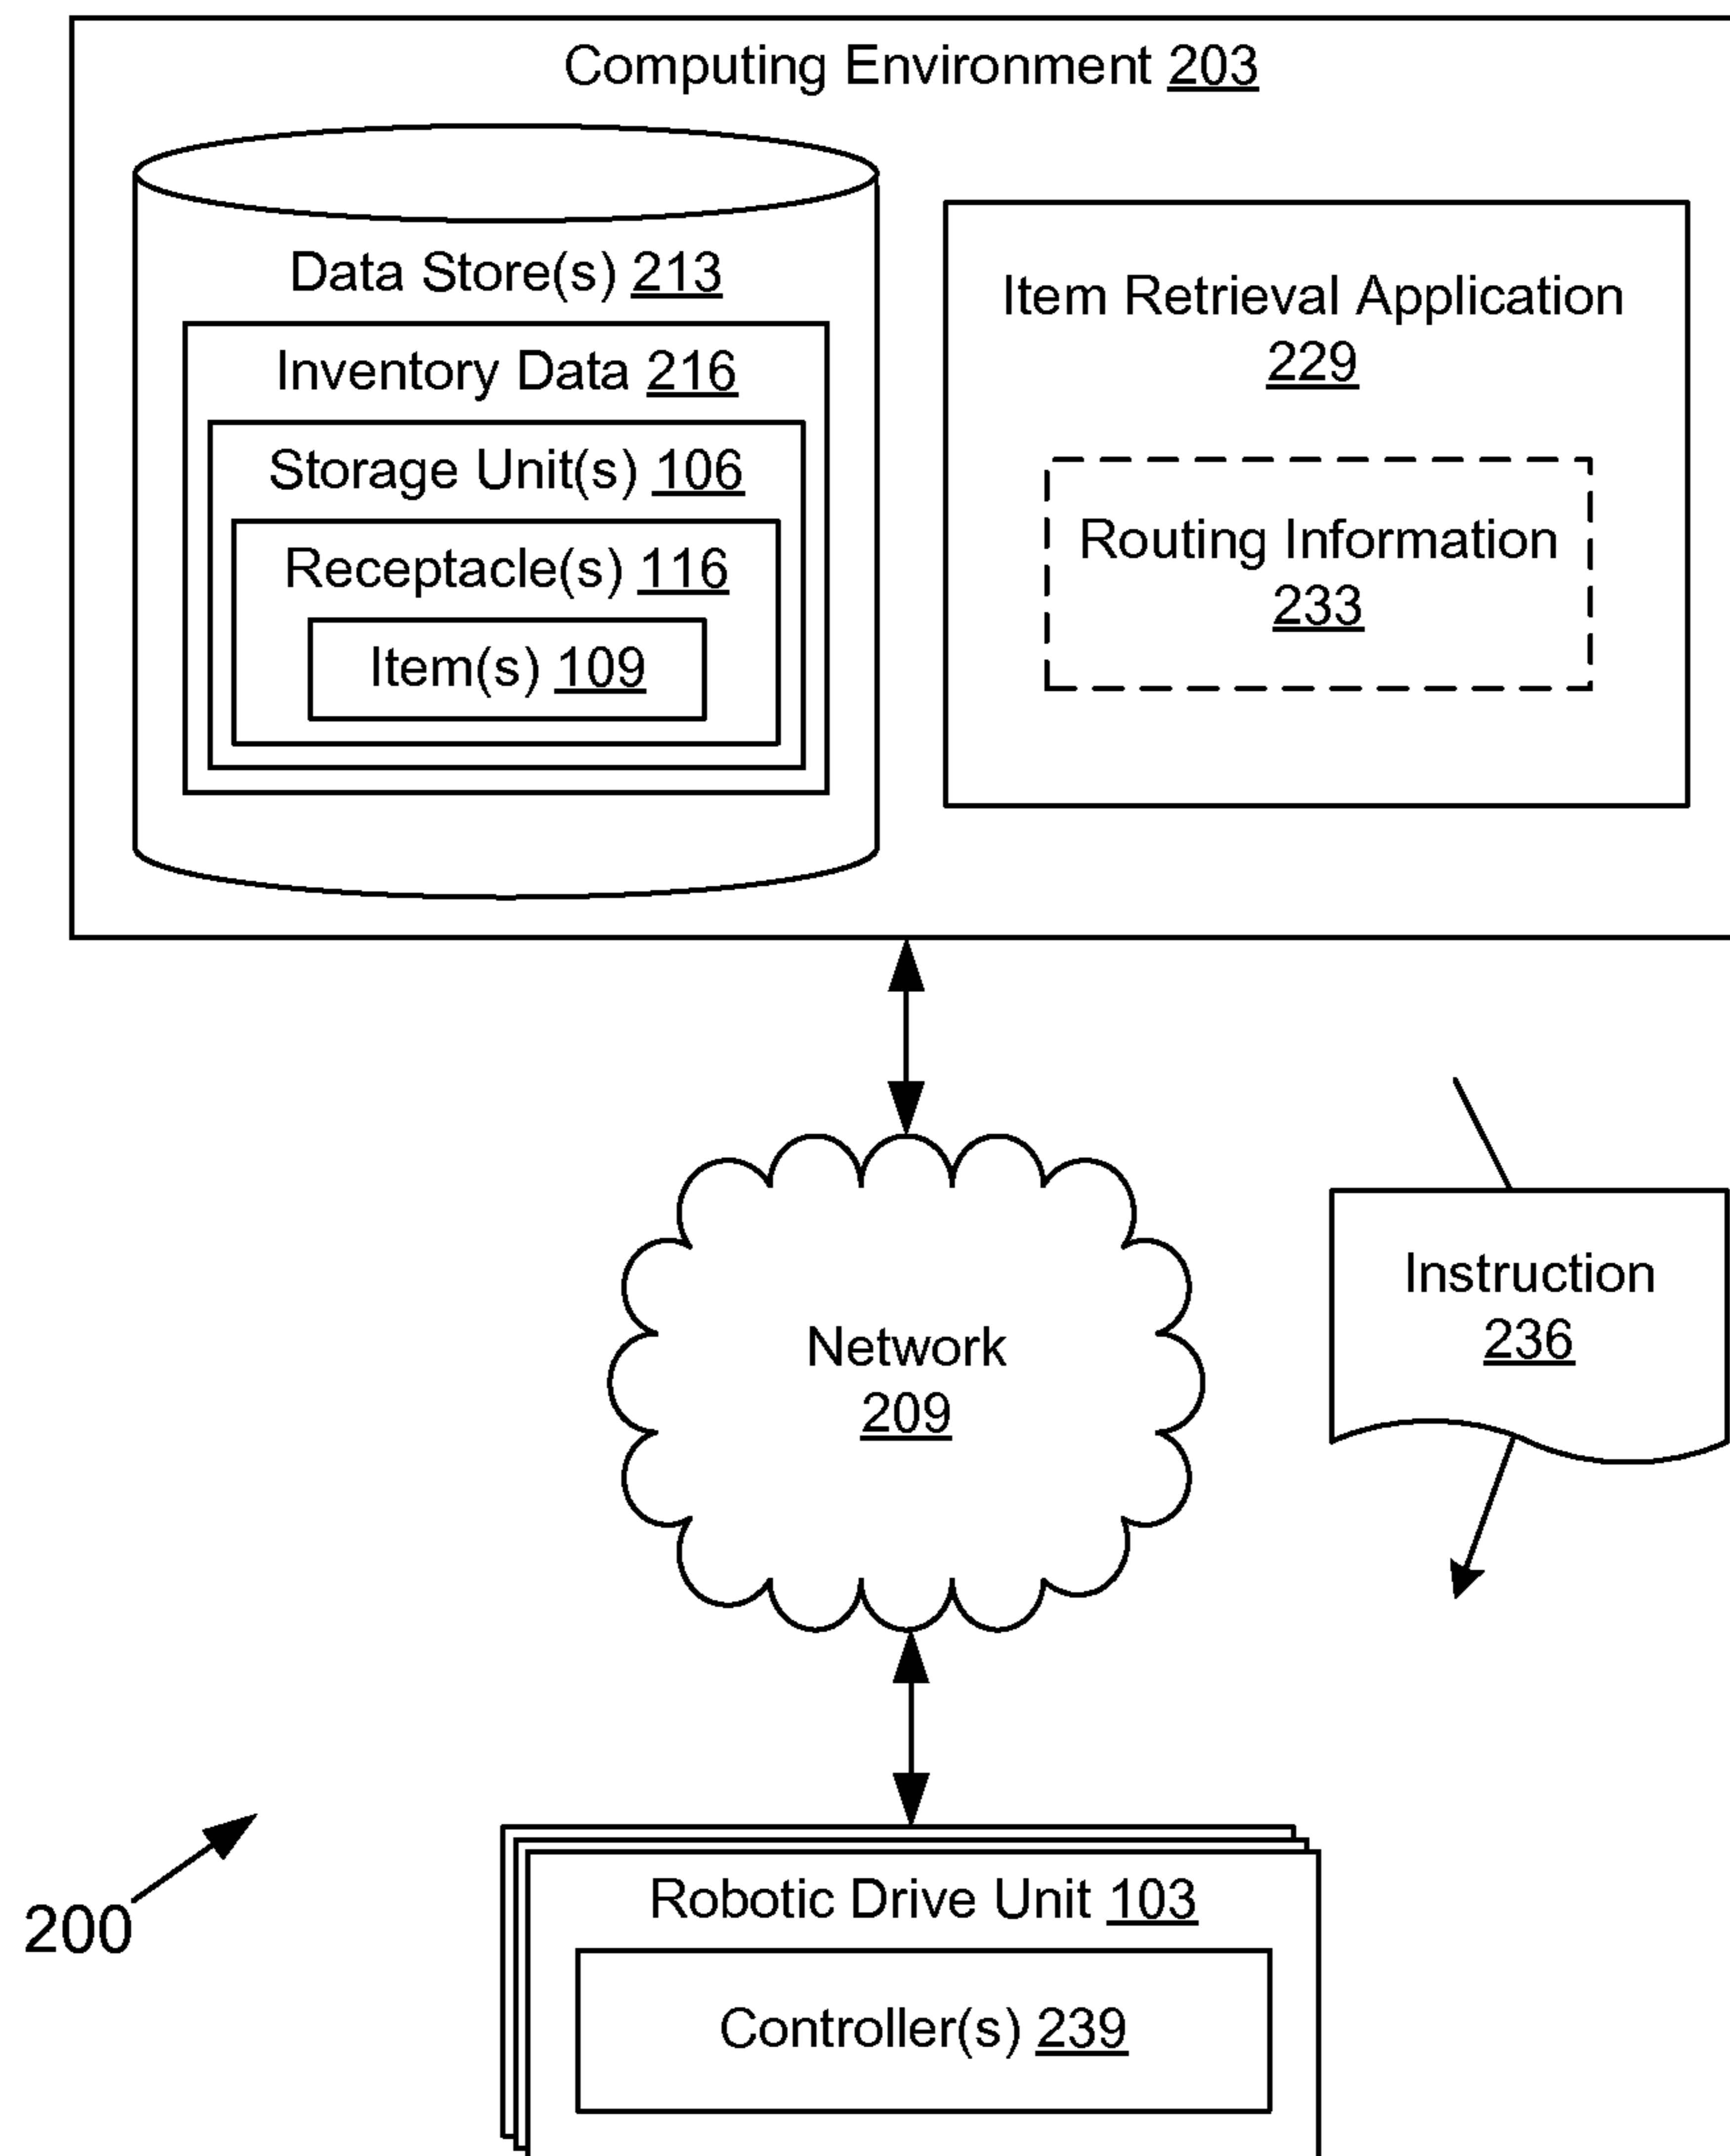 Computing Environment 203
Data Store(s) 213
Inventory Data 216
Storage Unit(s) 106
Receptacle(s) 116
Item(s) 109
Item Retrieval Application
229
Routing Information
233
Instruction
236
Network
209
200
Robotic Drive Unit 103
Controller(s) 239